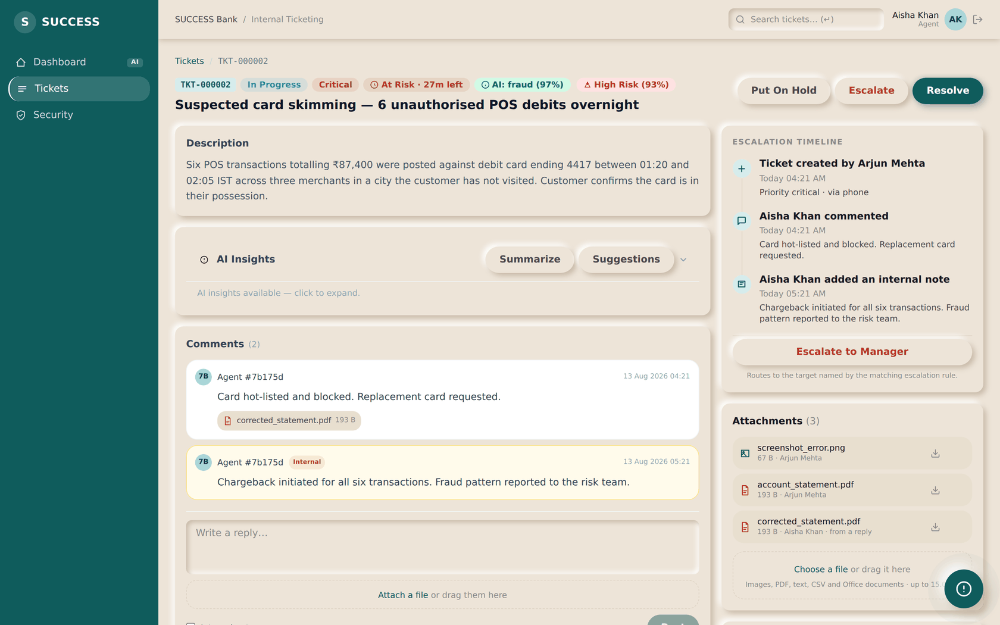 S SUCCESS
Dashboard AI
Tickets
Security
SUCCESS Bank / Internal Ticketing
Search tickets... (↵)
Aisha Khan
Agent
AK
Tickets / TKT-000002
TKT-000002 In Progress Critical At Risk · 27m left AI: fraud (97%) High Risk (93%)
Suspected card skimming — 6 unauthorised POS debits overnight
Put On Hold Escalate Resolve
Description
Six POS transactions totalling ₹87,400 were posted against debit card ending 4417 between 01:20 and
02:05 IST across three merchants in a city the customer has not visited. Customer confirms the card is in
their possession.
AI Insights Summarize Suggestions
AI insights available — click to expand.
Comments (2)
7B Agent #7b175d 13 Aug 2026 04:21
Card hot-listed and blocked. Replacement card requested.
corrected_statement.pdf 193 B
7B Agent #7b175d Internal 13 Aug 2026 05:21
Chargeback initiated for all six transactions. Fraud pattern reported to the risk team.
Write a reply...
Attach a file or drag them here
ESCALATION TIMELINE
Ticket created by Arjun Mehta
Today 04:21 AM
Priority critical · via phone
Aisha Khan commented
Today 04:21 AM
Card hot-listed and blocked. Replacement card
requested.
Aisha Khan added an internal note
Today 05:21 AM
Chargeback initiated for all six transactions. Fraud
pattern reported to the risk team.
Escalate to Manager
Routes to the target named by the matching escalation rule.
Attachments (3)
screenshot_error.png
67 B · Arjun Mehta
account_statement.pdf
193 B · Arjun Mehta
corrected_statement.pdf
193 B · Aisha Khan · from a reply
Choose a file or drag it here
Images, PDF, text, CSV and Office documents · up to